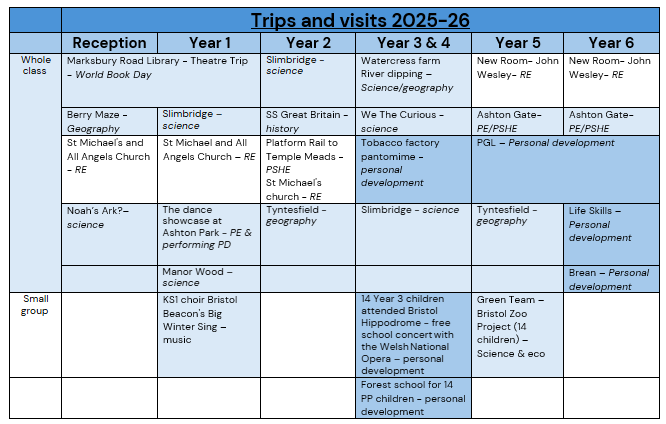 Trips and visits 2025-26
Reception Year 1 Year 2 Year 3 & 4 Year 5 Year 6
Whole
class
Marksbury Road Library - Theatre Trip
- World Book Day
Slimbridge -
science
Watercress farm
River dipping –
Science/geography
New Room- John
Wesley- RE
New Room- John
Wesley- RE
Berry Maze -
Geography
Slimbridge –
science
SS Great Britain -
history
We The Curious –
science
Ashton Gate-
PE/PSHE
Ashton Gate-
PE/PSHE
St Michael's and
All Angels Church
- RE
St Michael and All
Angels Church – RE
Platform Rail to
Temple Meads -
PSHE
St Michael's
church - RE
Tobacco factory
pantomime –
personal
development
PGL – Personal development
Noah's Ark?–
science
The dance
showcase at
Ashton Park - PE &
performing PD
Tyntesfield -
geography
Slimbridge - science
Tyntesfield -
geography
Life Skills –
Personal
development
Manor Wood –
science
Brean – Personal
development
Small
group
KS1 choir Bristol
Beacon's Big
Winter Sing –
music
14 Year 3 children
attended Bristol
Hippodrome - free
school concert with
the Welsh National
Opera – personal
development
Green Team –
Bristol Zoo
Project (14
children) –
Science & eco
Forest school for 14
PP children – personal
development